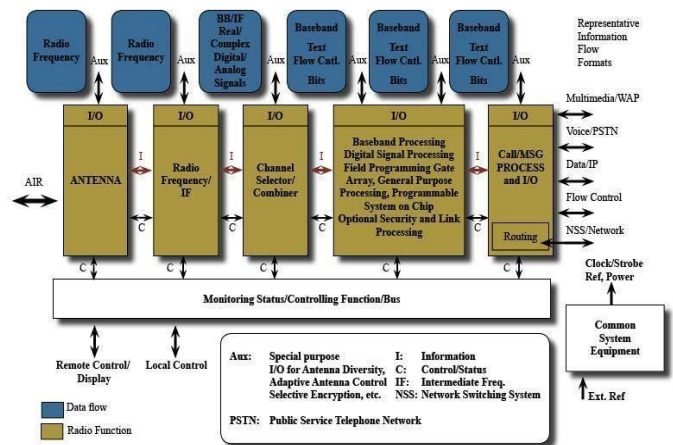 Radio
Frequency
Radio
Frequency
BB/IF
Real/
Complex
Digital/
Analog
Signals
Baseband
Text
Flow Cntl.
Bits
Baseband
Text
Flow Cntl.
Bits
Baseband
Text
Flow Cntl.
Bits
Representative
Information
Flow
Formats
Aux
Aux
Aux
Aux
Aux
Aux
I/O
I/O
I/O
I/O
I/O
AIR
ANTENNA
Radio
Frequency/
IF
Channel
Selector/
Combiner
Baseband Processing
Digital Signal Processing
Field Programming Gate
Array, General Purpose
Processing, Programmable
System on Chip
Optional Security and Link
Processing
Call/MSG
PROCESS
and I/O
Routing
I
I
I
I
C
C
C
C
Multimedia/WAP
Voice/PSTN
Data/IP
Flow Control
NSS/Network
C
C
C
C
C
Monitoring Status/Controlling Function/Bus
Clock/Strobe
Ref, Power
Common
System
Equipment
Ext. Ref
Remote Control/
Display
Local Control
Aux: Special purpose I: Information
I/O for Antenna Diversity, C: Control/Status
Adaptive Antenna Control IF: Intermediate Freq.
Selective Encryption, etc. NSS: Network Switching System
PSTN: Public Service Telephone Network
Data flow
Radio Function